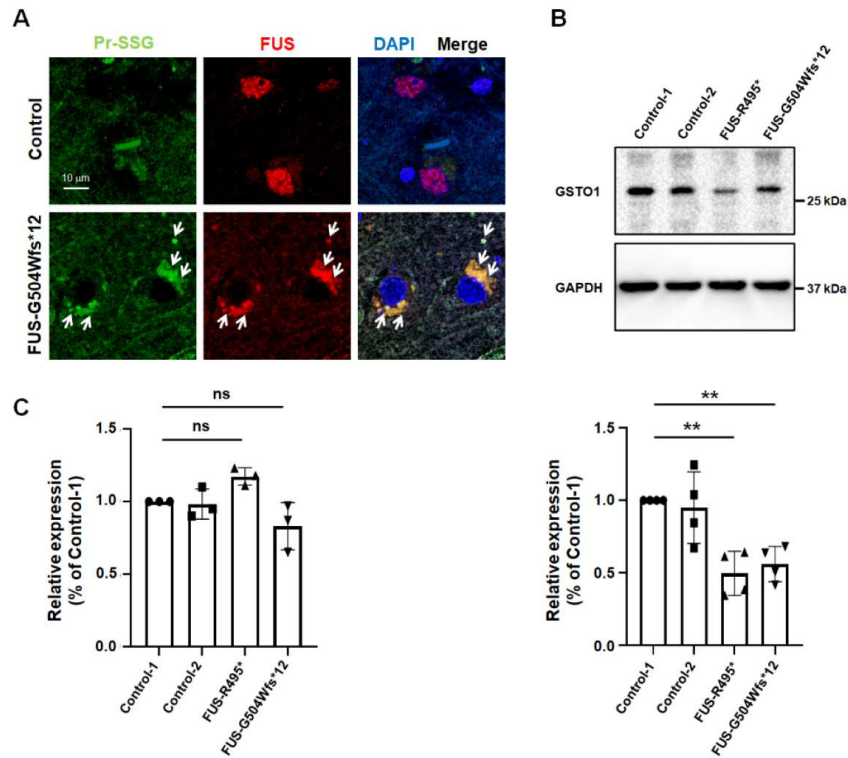 A
Pr-SSG FUS DAPI Merge
Control
10 µm
FUS-G504Wfs*12
B
Control-1 Control-2 FUS-R495* FUS-G504Wfs*12
GSTO1
25 kDa
GAPDH
37 kDa
C
ns
ns
Relative expression
(% of Control-1)
1.5
1.0
0.5
0.0
Control-1 Control-2 FUS-R495* FUS-G504Wfs*12
**
**
Relative expression
(% of Control-1)
1.5
1.0
0.5
0.0
Control-1 Control-2 FUS-R495* FUS-G504Wfs*12